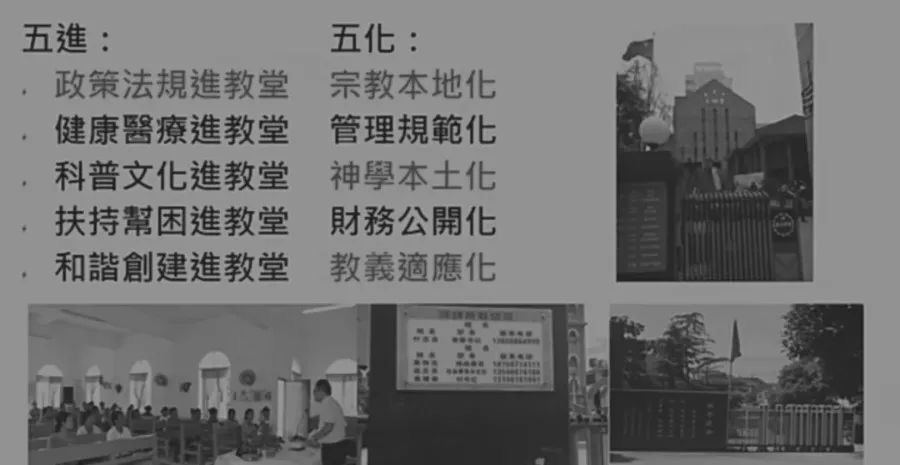 五進：
政策法規進教堂
健康醫療進教堂
科普文化進教堂
扶持幫困進教堂
和諧創建進教堂
五化：
宗教本地化
管理規範化
神學本土化
財務公開化
教義適應化